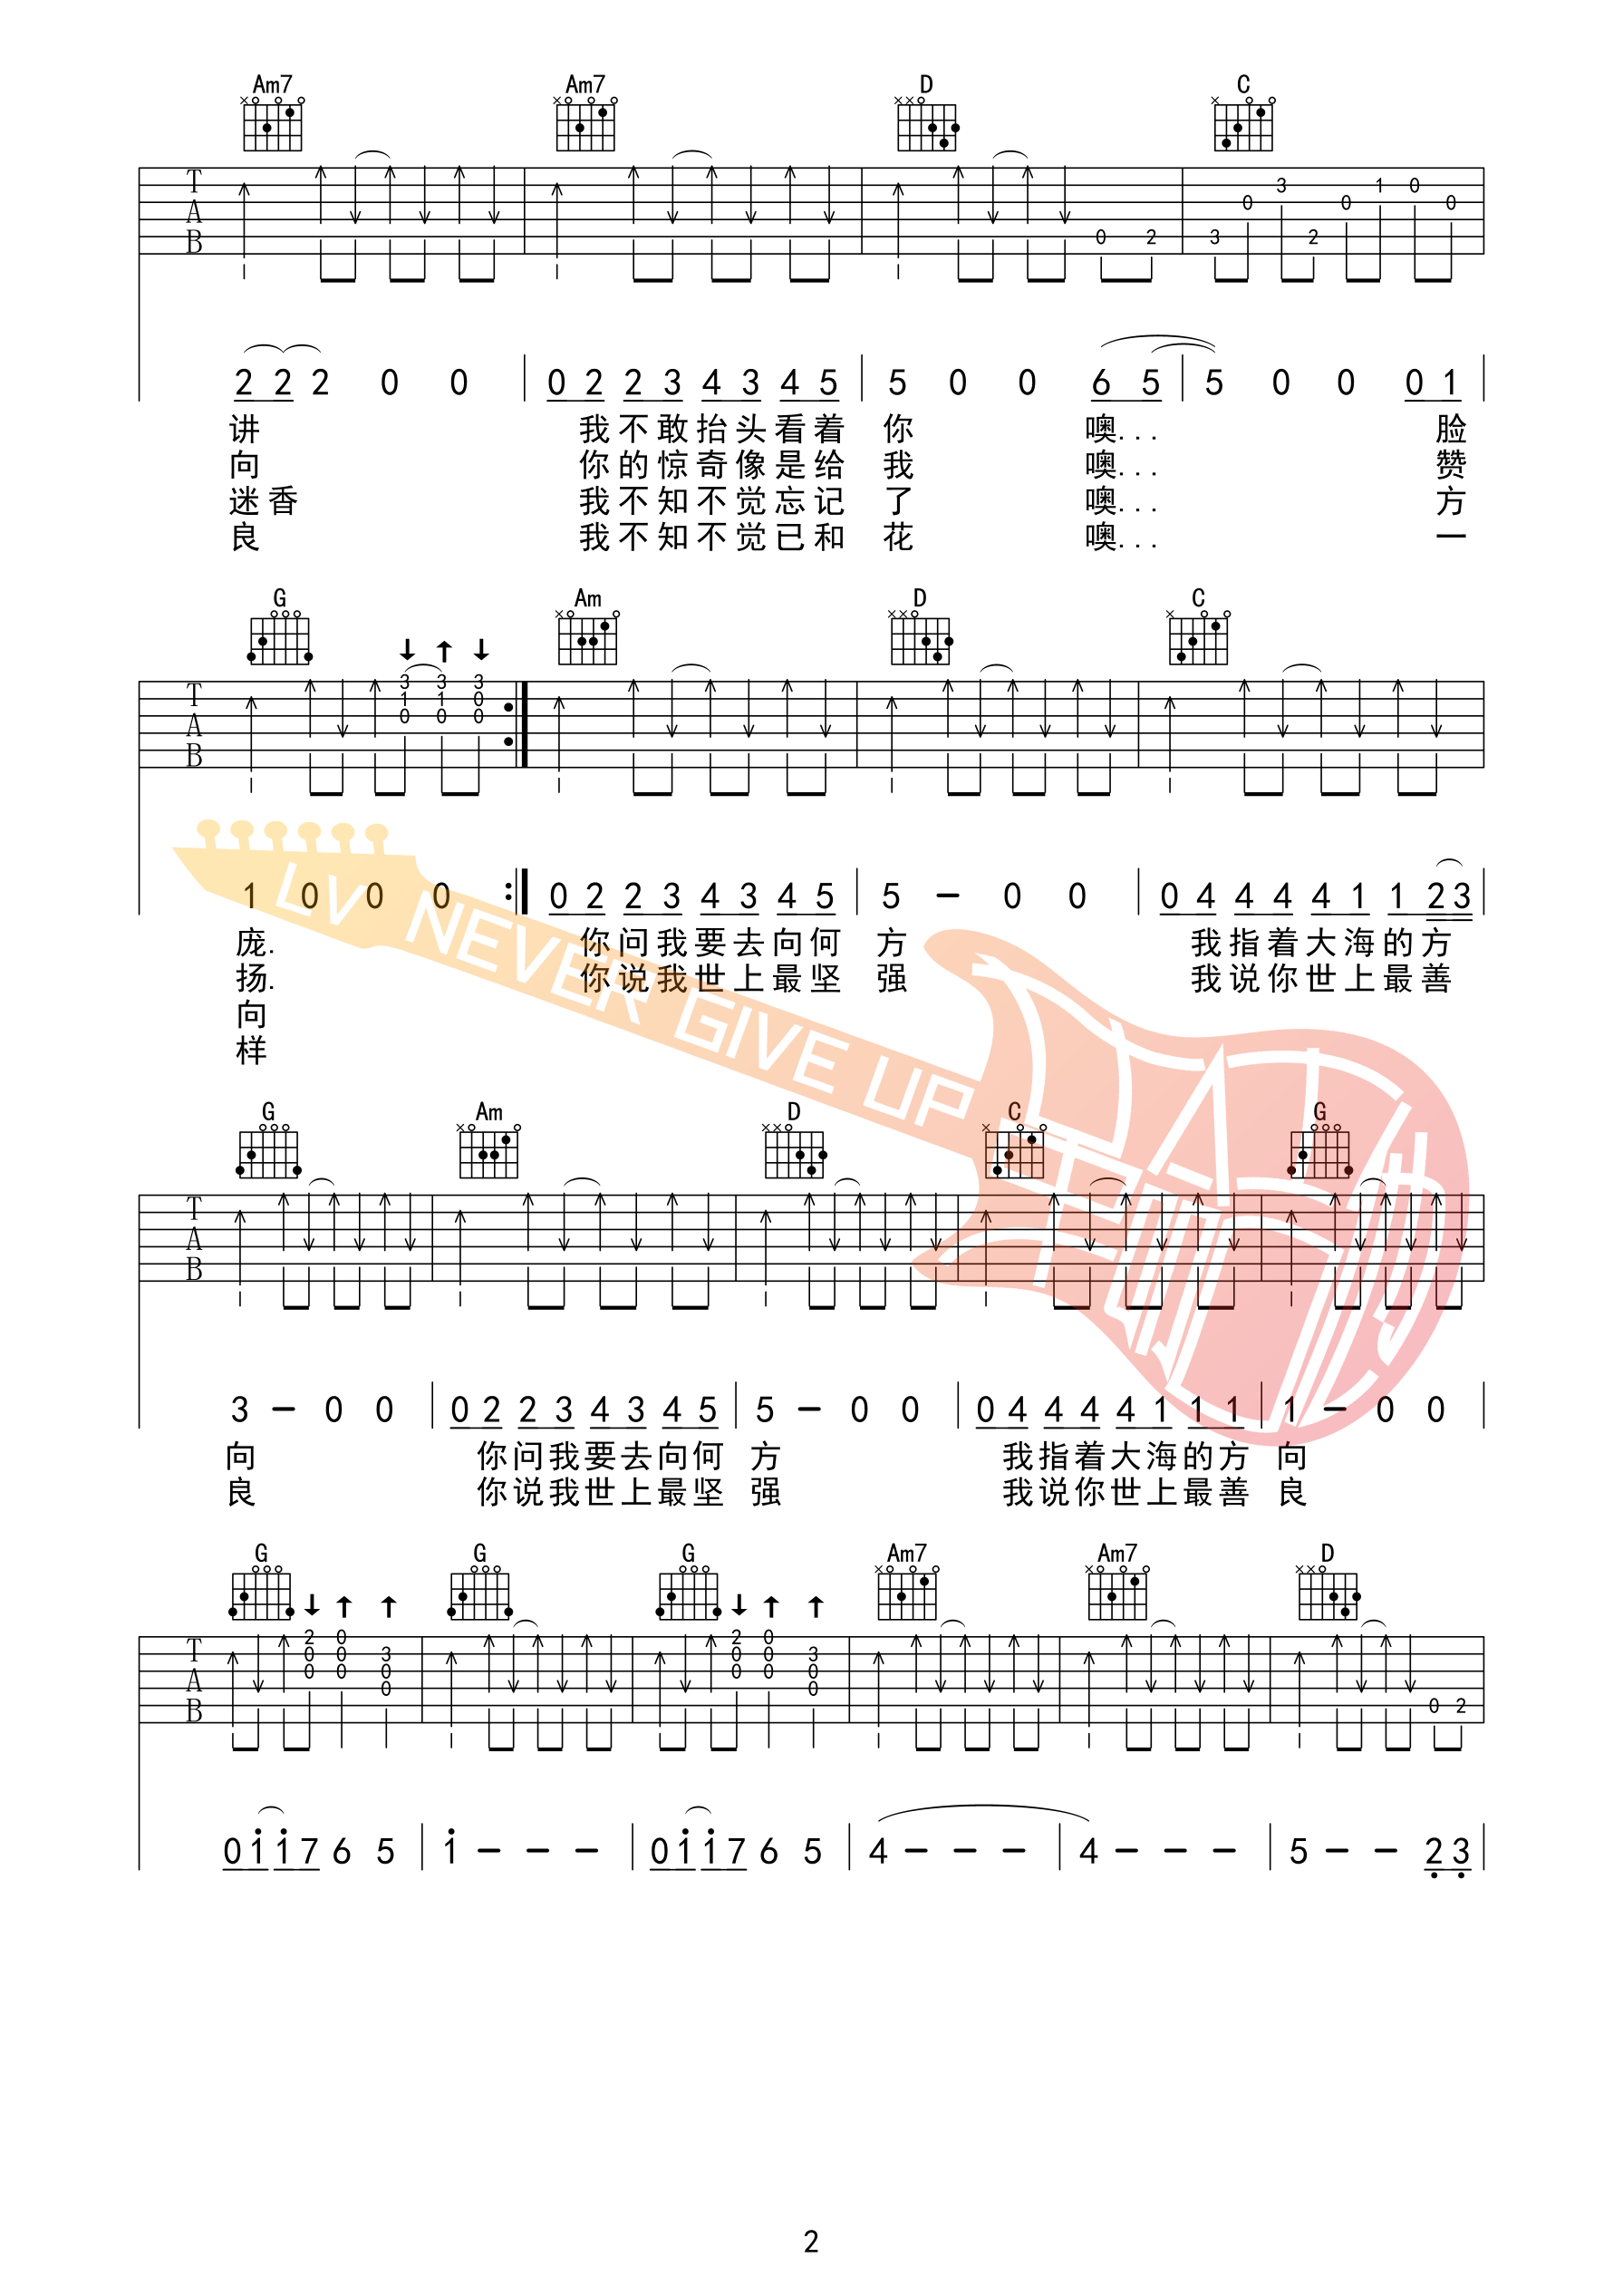 Am7 Am7 D C
T
A
B
0 3 0 1 0 0
0 2 3 2
2 2 2 0 0 | 0 2 2 3 4 3 4 5 | 5 0 0 6 5 | 5 0 0 0 1
讲 我不敢抬头看着 你 噢... 脸
向 你的惊奇像是给 我 噢... 赞
迷香 我不知不觉忘记 了 噢... 方
良 我不知不觉已和 花 噢... 一
G Am D C
↓ ↑ ↓
T 3 3 3
A 1 1 0
B 0 0 0
1 0 0 0 :| 0 2 2 3 4 3 4 5 | 5 - 0 0 | 0 4 4 4 4 1 1 2 3
庞. 你问我要去向何 方 我指着大海的方
扬. 你说我世上最坚 强 我说你世上最善
向
样
LV NEVER GIVE UP
G Am D C G
T
A
B
3 - 0 0 | 0 2 2 3 4 3 4 5 | 5 - 0 0 | 0 4 4 4 4 1 1 1 | 1 - 0 0
向 你问我要去向何 方 我指着大海的方 向
良 你说我世上最坚 强 我说你世上最善 良
G G G Am7 Am7 D
↓ ↑ ↑ ↓ ↑ ↑
T 2 0 2 0
A 0 0 3 0 0 3
B 0 0 0 0 0 0
0 0 0 2
0 1 1 7 6 5 | 1 - - - | 0 1 1 7 6 5 | 4 - - - | 4 - - - | 5 - - 2 3
2